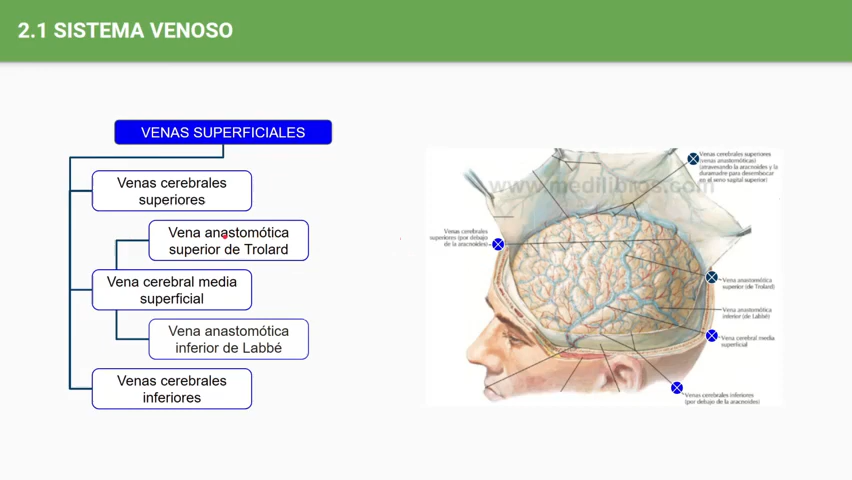 2.1 SISTEMA VENOSO
VENAS SUPERFICIALES
Venas cerebrales
superiores
Vena anastomótica
superior de Trolard
Vena cerebral media
superficial
Vena anastomótica
inferior de Labbé
Venas cerebrales
inferiores
www.medilibros.com
Venas cerebrales superiores
(venas anastomóticas)
(atravesando la aracnoides y la
duramadre para desembocar
en el seno sagital superior)
Venas cerebrales
superiores (por debajo
de la aracnoides)
Vena anastomótica
superior (de Trolard)
Vena anastomótica
inferior (de Labbé)
Vena cerebral media
superficial
Venas cerebrales inferiores
(por debajo de la aracnoides)